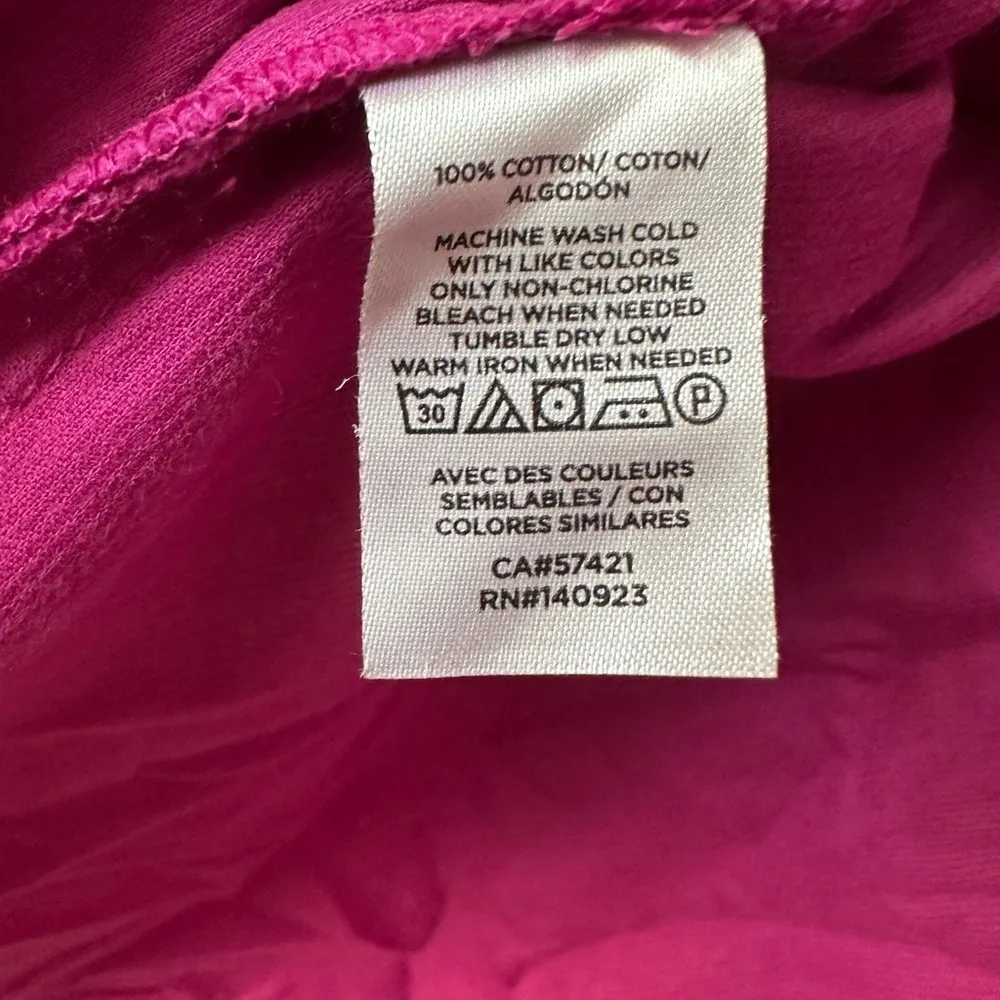 100% COTTON/ COTON/
ALGODÓN
MACHINE WASH COLD
WITH LIKE COLORS
ONLY NON-CHLORINE
BLEACH WHEN NEEDED
TUMBLE DRY LOW
WARM IRON WHEN NEEDED
30 P
AVEC DES COULEURS
SEMBLABLES / CON
COLORES SIMILARES
CA#57421
RN#140923